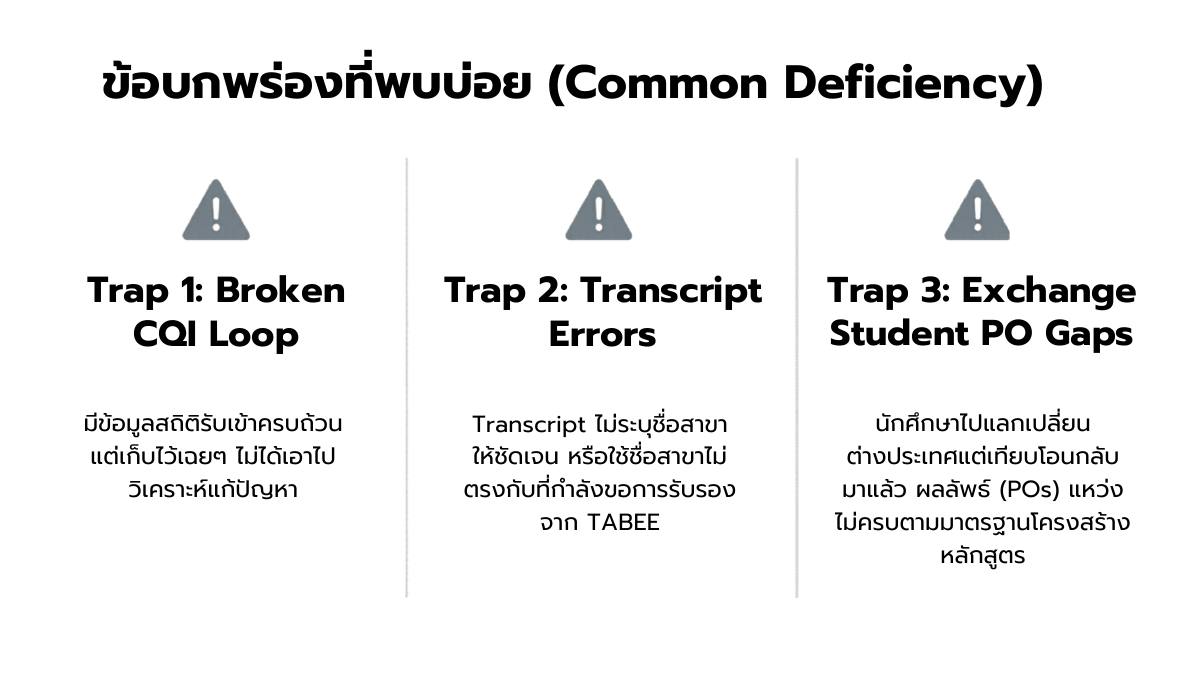 ข้อบกพร่องที่พบบ่อย (Common Deficiency)
Trap 1: Broken
CQI Loop
มีข้อมูลสถิติรับเข้าครบถ้วน
แต่เก็บไว้เฉยๆ ไม่ได้เอาไป
วิเคราะห์แก้ปัญหา
Trap 2: Transcript
Errors
Transcript ไม่ระบุชื่อสาขา
ให้ชัดเจน หรือใช้ชื่อสาขาไม่
ตรงกับที่กำลังขอการรับรอง
จาก TABEE
Trap 3: Exchange
Student PO Gaps
นักศึกษาไปแลกเปลี่ยน
ต่างประเทศแต่เทียบโอนกลับ
มาแล้ว ผลลัพธ์ (POs) แหว่ง
ไม่ครบตามมาตรฐานโครงสร้าง
หลักสูตร